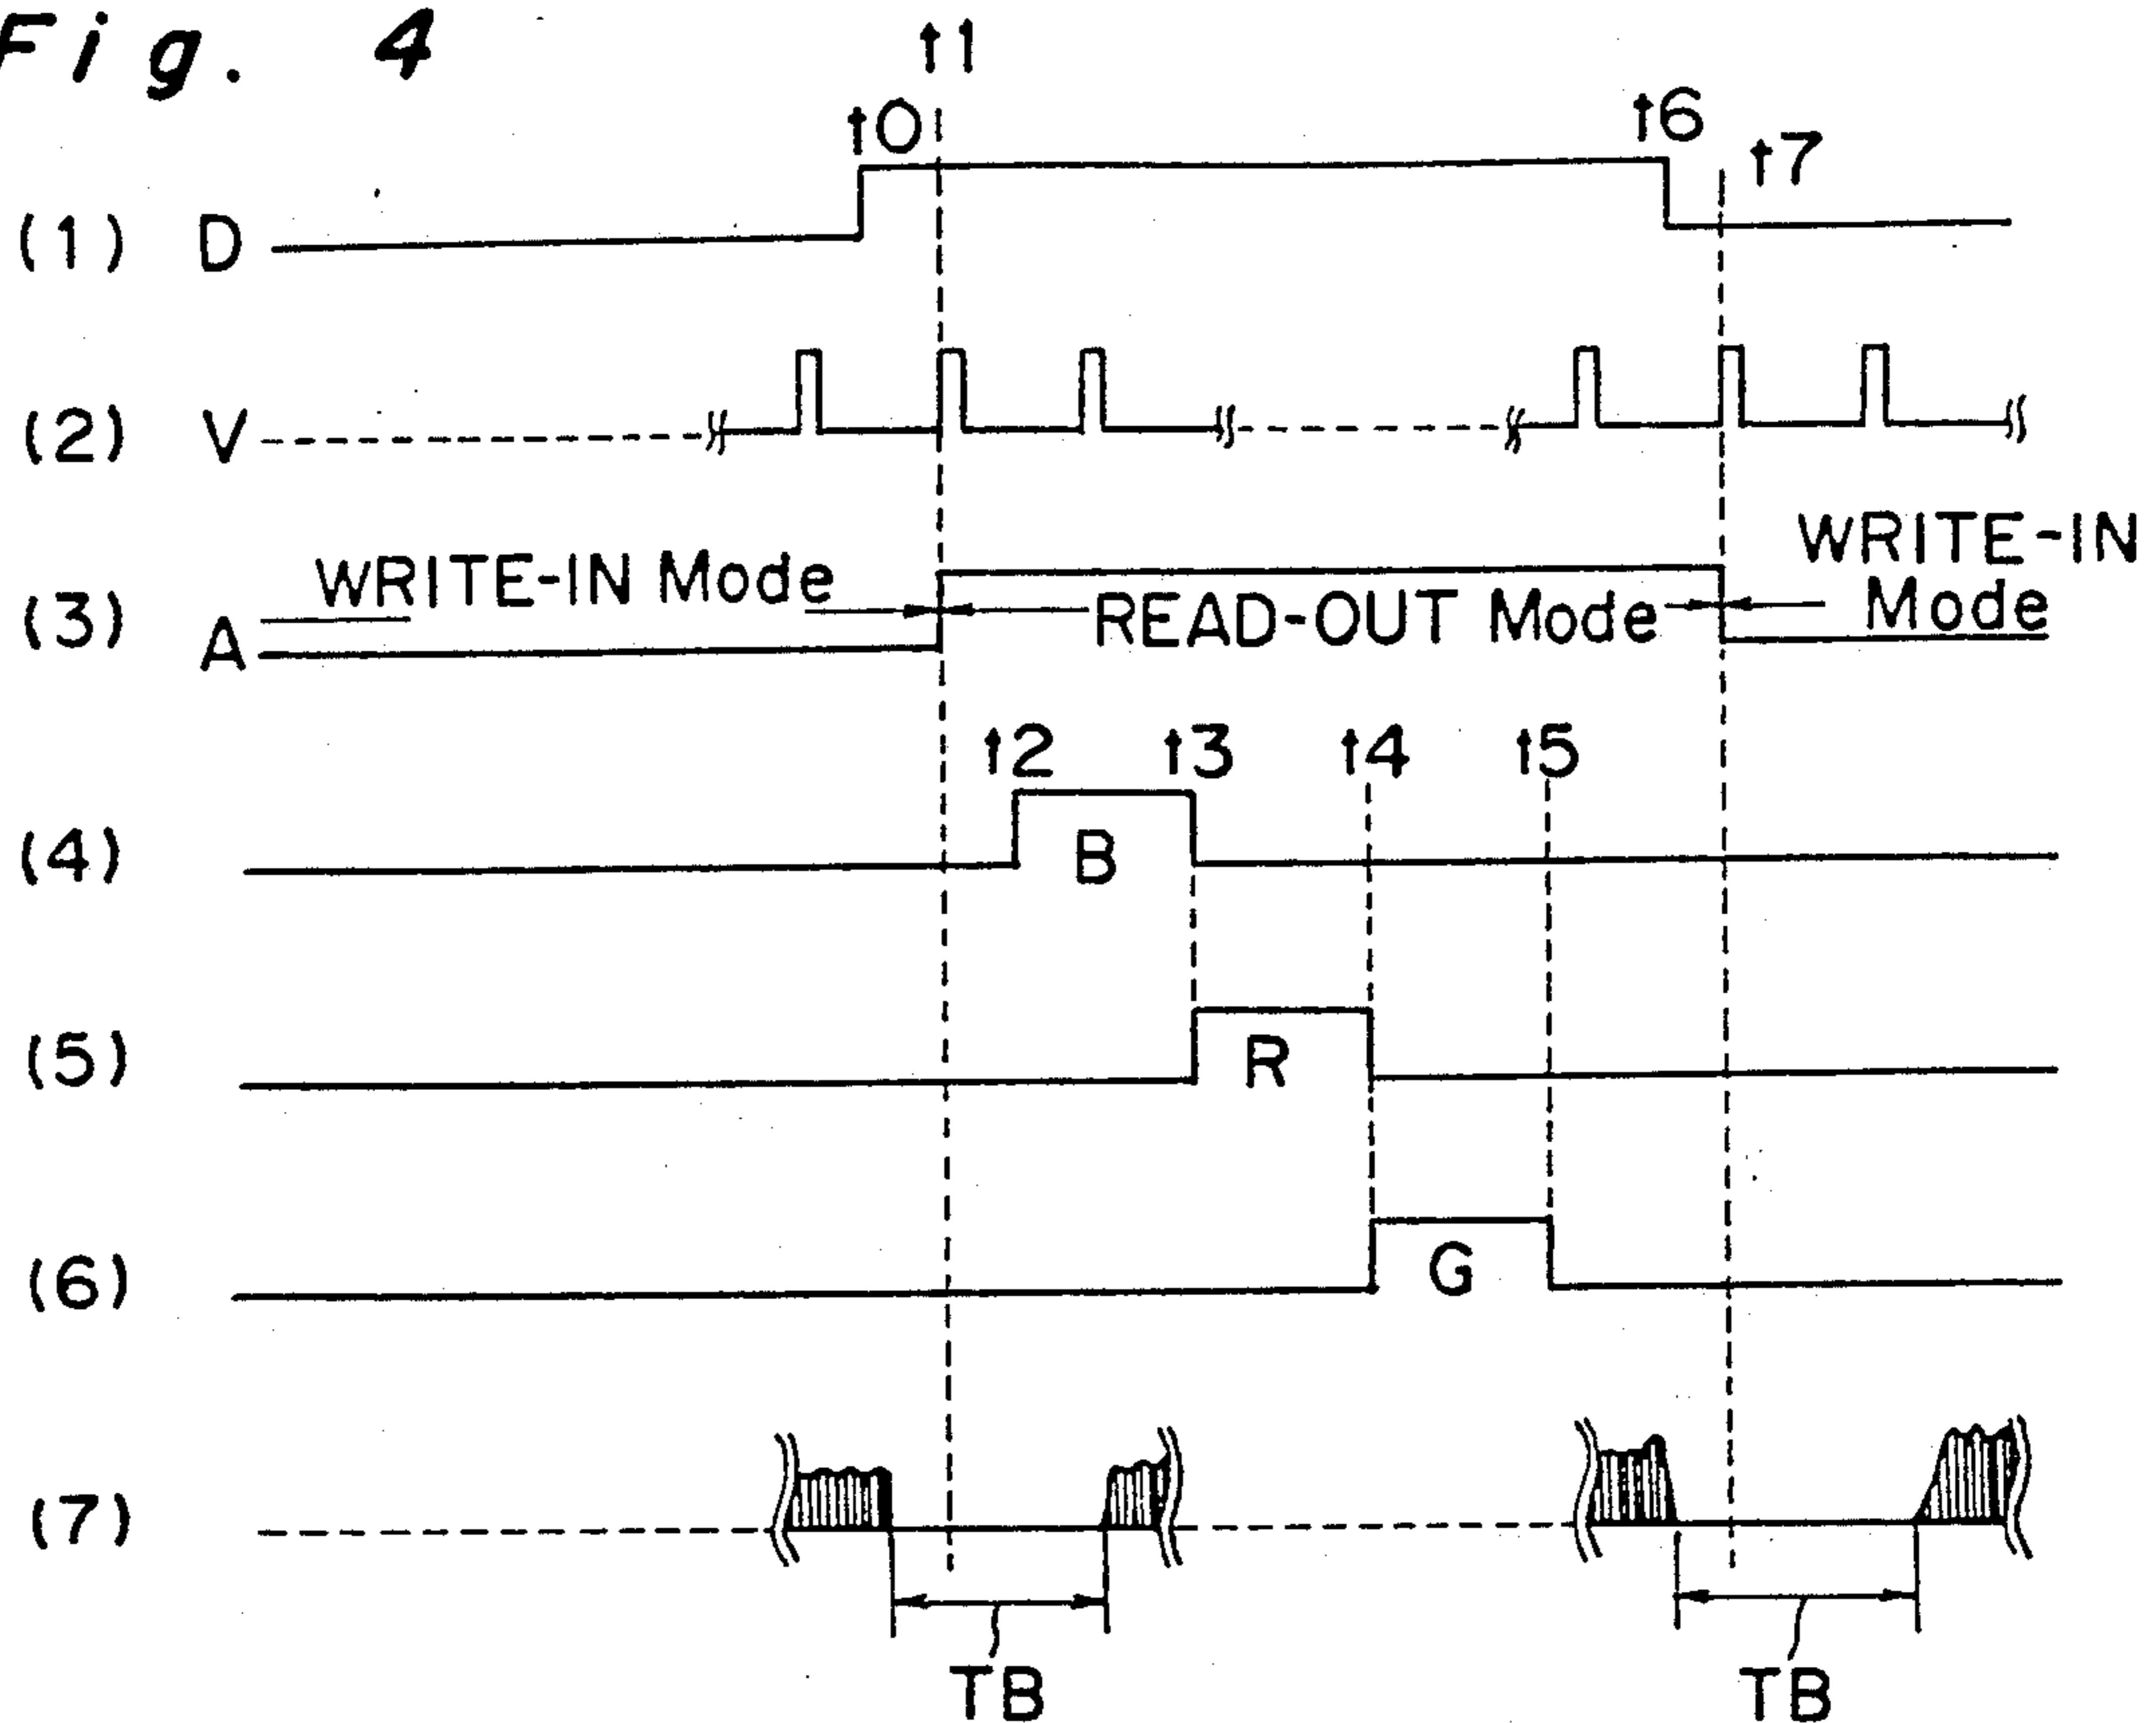 Fig. 4
t1
t0
t6
t7
(1) D
(2) V
WRITE-IN Mode
READ-OUT Mode
WRITE-IN
Mode
(3) A
t2 t3 t4 t5
(4) B
(5) R
(6) G
(7)
TB TB